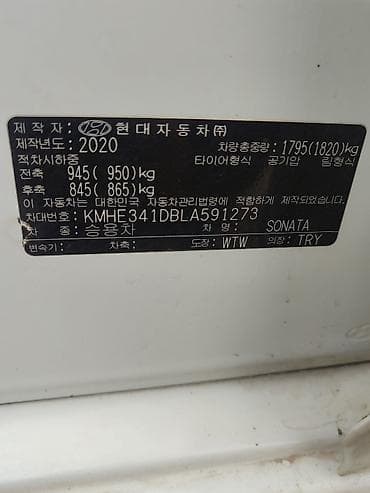 제 작 자 : 현대자동차㈜
제작년도: 2020 차량총중량: 1795(1820)kg
적차시하중 타이어형식 공기압 림형식
전축 945( 950)kg
후축 845( 865)kg
이 자동차는 대한민국 자동차관리법령에 적합하게 제작되었습니다.
차대번호: KMHE341DBLA591273
차 종: 승용차 차 명: SONATA
변속기: 차축: 도장: WTW 의장: TRY